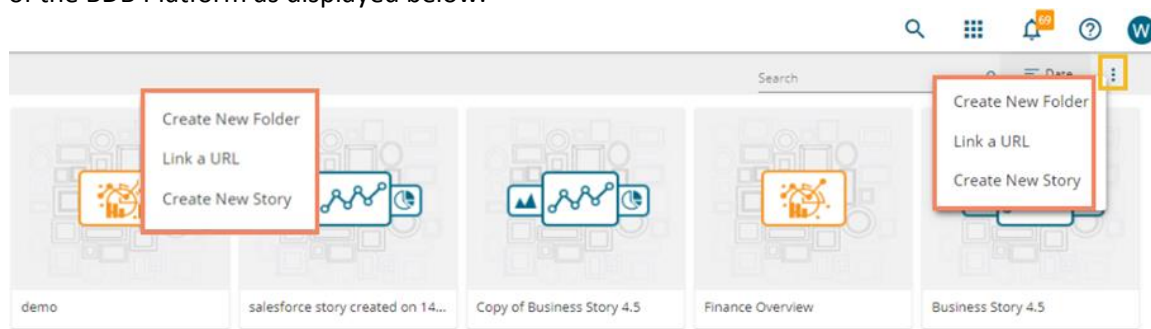 of the BDB Platform as displayed below:
69
W
Search
Date
Create New Folder
Link a URL
Create New Story
Create New Folder
Link a URL
Create New Story
demo
salesforce story created on 14...
Copy of Business Story 4.5
Finance Overview
Business Story 4.5